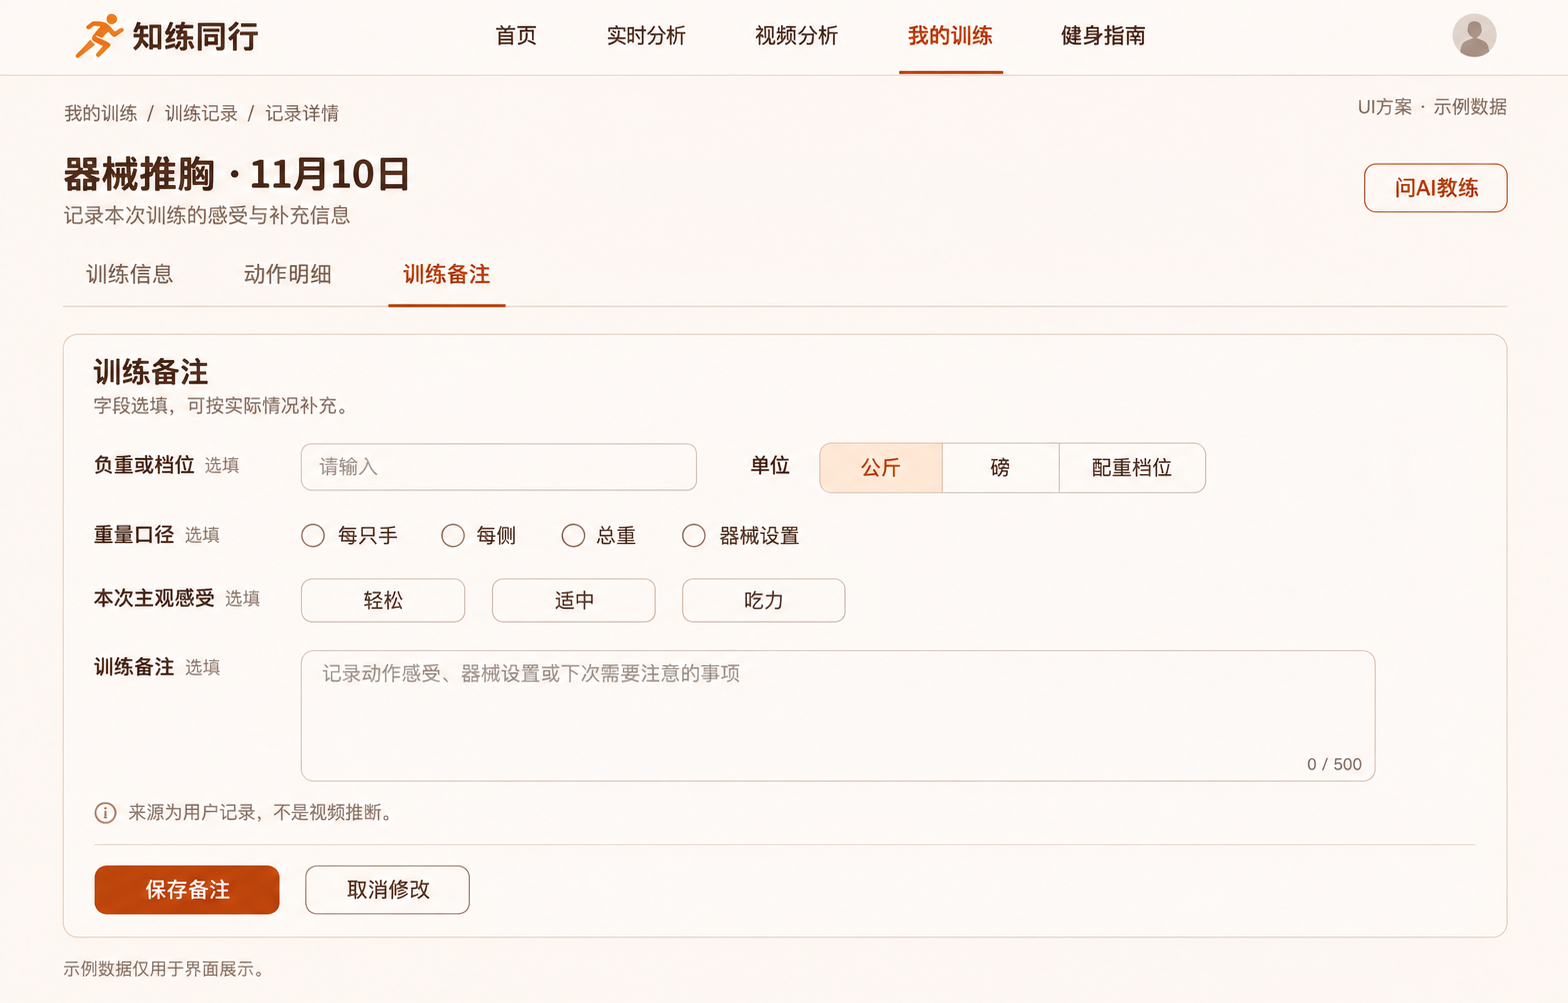 知练同行 首页 实时分析 视频分析 我的训练 健身指南
我的训练 / 训练记录 / 记录详情
UI方案 · 示例数据
器械推胸 · 11月10日
问AI教练
记录本次训练的感受与补充信息
训练信息 动作明细 训练备注
训练备注
字段选填，可按实际情况补充。
负重或档位 选填 请输入 单位 公斤 磅 配重档位
重量口径 选填 每只手 每侧 总重 器械设置
本次主观感受 选填 轻松 适中 吃力
训练备注 选填 记录动作感受、器械设置或下次需要注意的事项
0 / 500
来源为用户记录，不是视频推断。
保存备注 取消修改
示例数据仅用于界面展示。